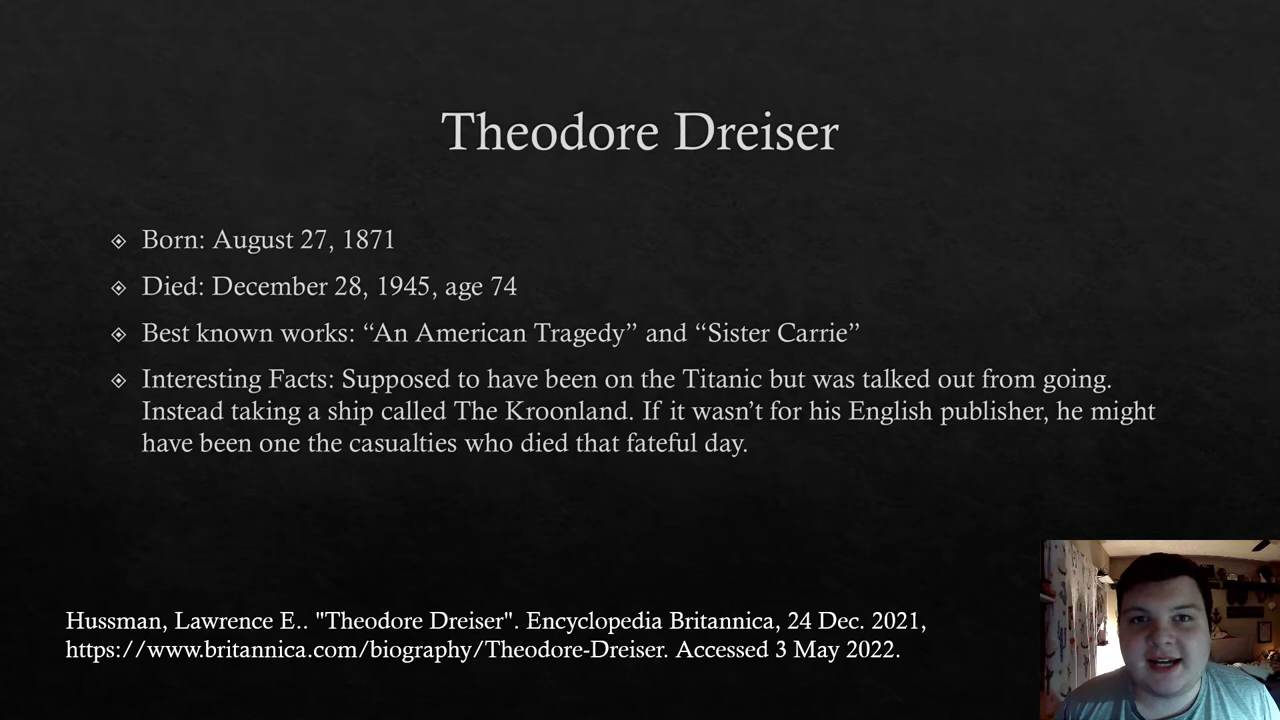 Theodore Dreiser
Born: August 27, 1871
Died: December 28, 1945, age 74
Best known works: “An American Tragedy” and “Sister Carrie”
Interesting Facts: Supposed to have been on the Titanic but was talked out from going.
Instead taking a ship called The Kroonland. If it wasn’t for his English publisher, he might
have been one the casualties who died that fateful day.
Hussman, Lawrence E.. "Theodore Dreiser". Encyclopedia Britannica, 24 Dec. 2021,
https://www.britannica.com/biography/Theodore-Dreiser. Accessed 3 May 2022.